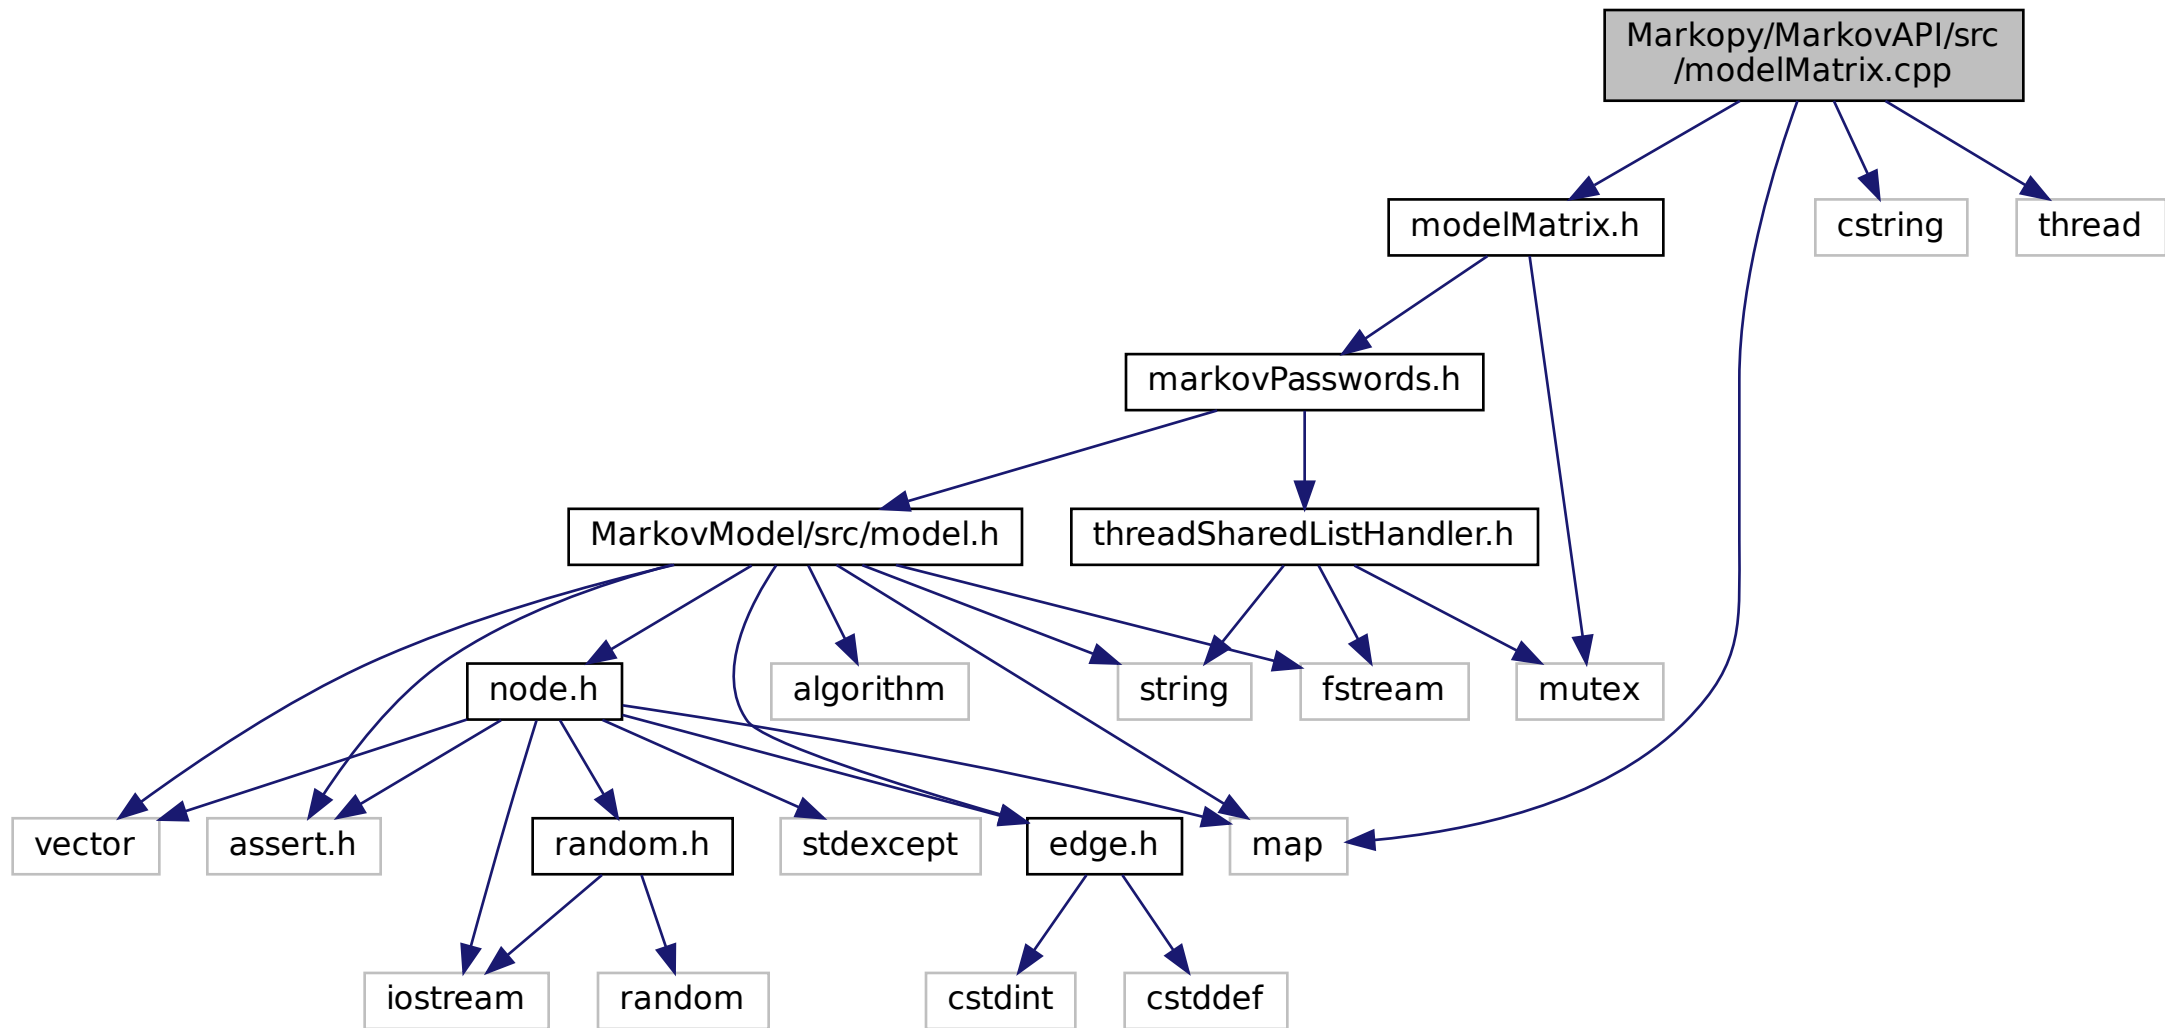 Markopy/MarkovAPI/src
/modelMatrix.cpp
modelMatrix.h
cstring
thread
markovPasswords.h
MarkovModel/src/model.h
threadSharedListHandler.h
node.h
algorithm
string
fstream
mutex
vector
assert.h
random.h
stdexcept
edge.h
map
iostream
random
cstdint
cstddef